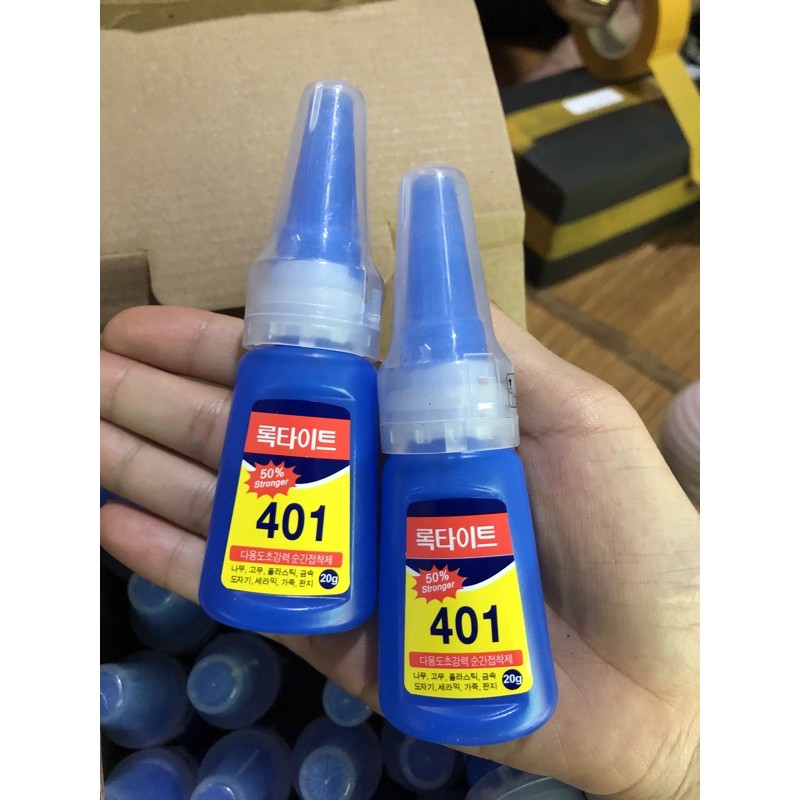 록타이트
50%
Stronger
401
다용도초강력 순간접착제
나무, 고무, 플라스틱, 금속
도자기, 세라믹, 가죽, 판지
20g
록타이트
50%
Stronger
401
다용도초강력 순간접착제
나무, 고무, 플라스틱, 금속
도자기, 세라믹, 가죽, 판지
20g